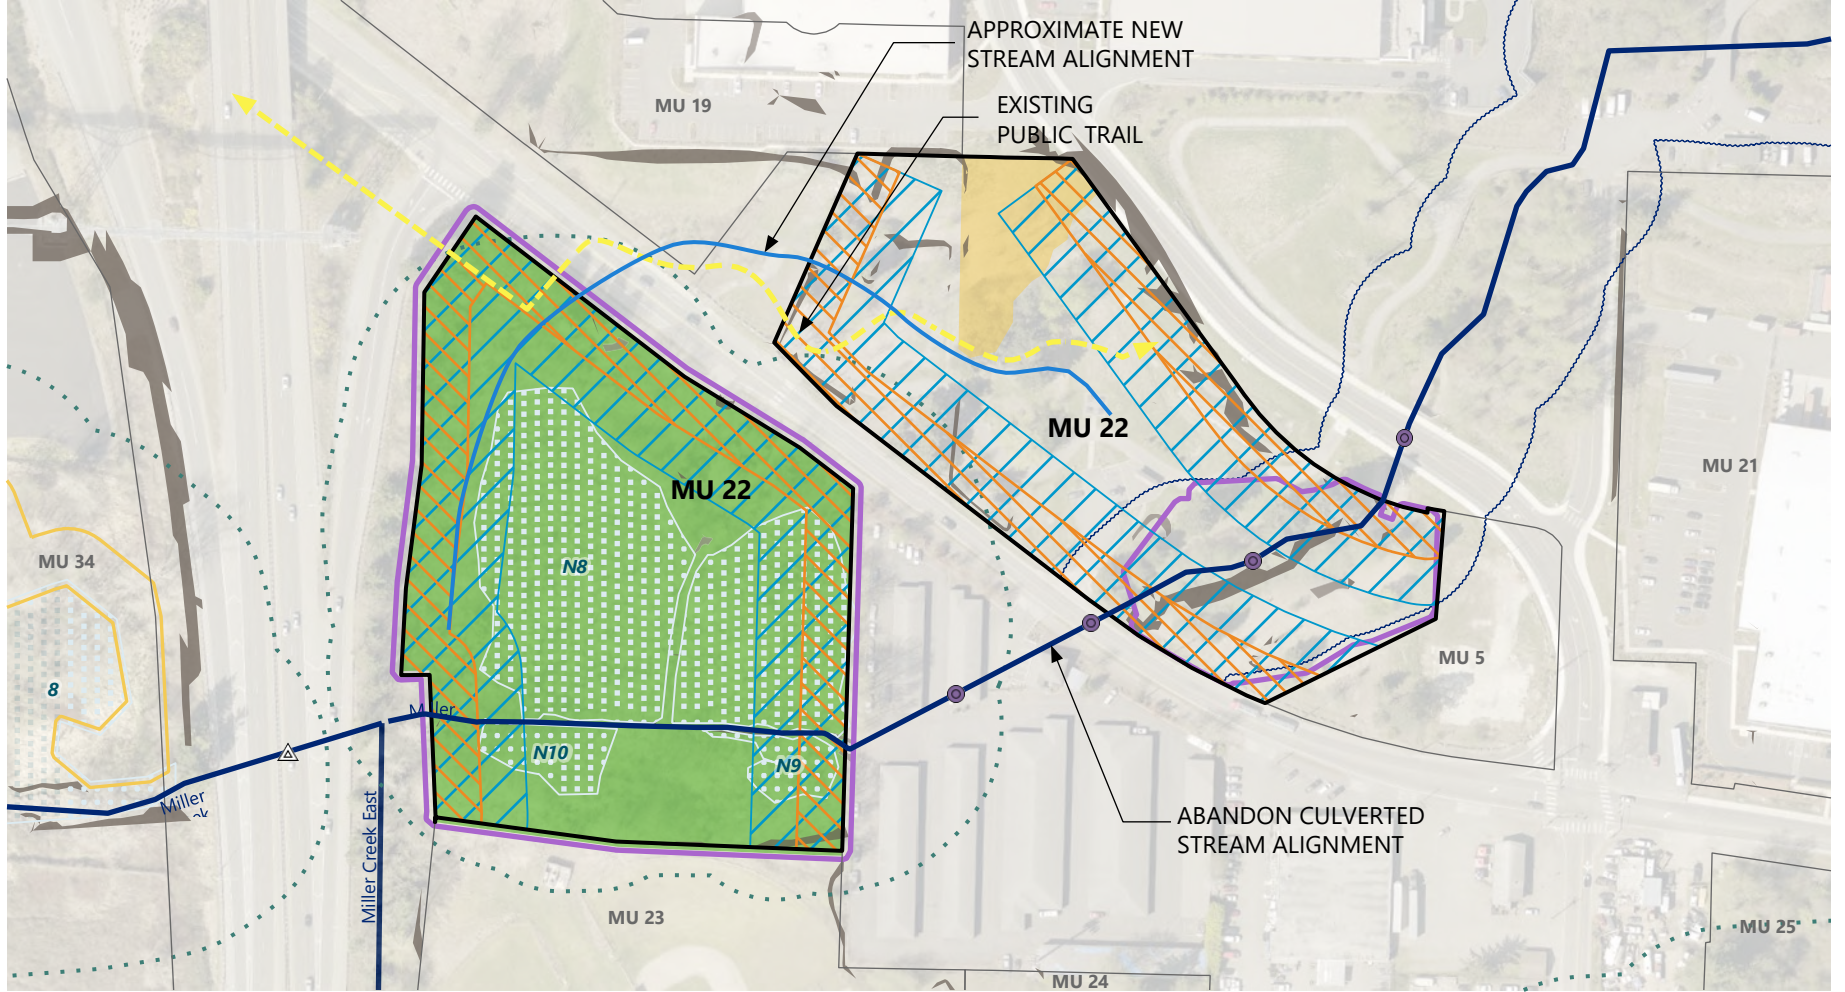 APPROXIMATE NEW
STREAM ALIGNMENT
MU 19
EXISTING
PUBLIC TRAIL
MU 22
MU 21
MU 22
MU 34
N8
MU 5
8
Miller
N10
N9
Miller
Miller Creek East
ABANDON CULVERTED
STREAM ALIGNMENT
MU 23
MU 25
MU 24